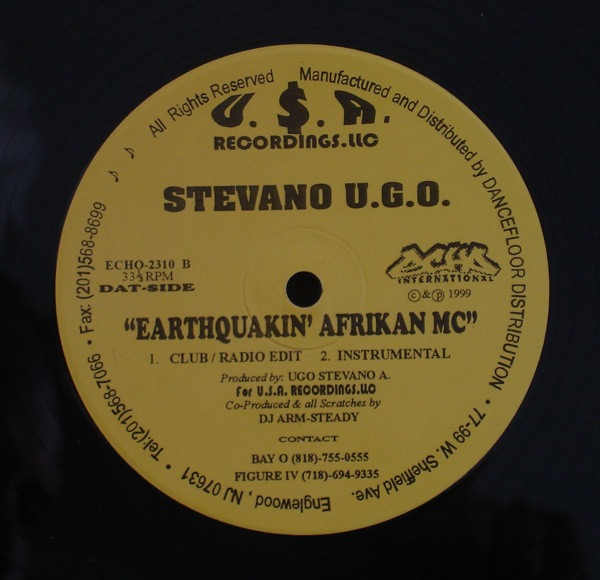 All Rights Reserved
Manufactured and Distributed by DANCEFLOOR DISTRIBUTION • 77-99 W. Sheffield Ave. Englewood, NJ 07631 • Tel:(201)568-7066 • Fax: (201)568-8699
U.$.A.
RECORDINGS.LLC
STEVANO U.G.O.
ECHO-2310 B
33⅓ RPM
DAT-SIDE
INTERNATIONAL
©&℗ 1999
"EARTHQUAKIN' AFRIKAN MC"
1. CLUB / RADIO EDIT 2. INSTRUMENTAL
Produced by: UGO STEVANO A.
For U.S.A. RECORDINGS.LLC
Co-Produced & all Scratches by
DJ ARM-STEADY
CONTACT
BAY O (818)-755-0555
FIGURE IV (718)-694-9335